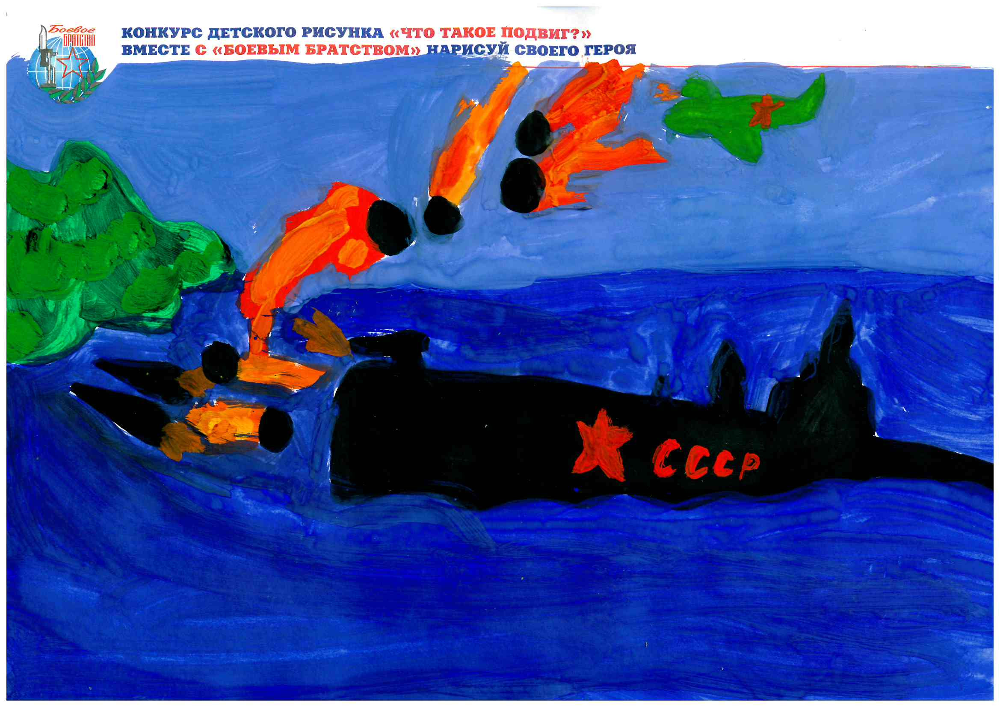 Боевое
БРАТСТВО
КОНКУРС ДЕТСКОГО РИСУНКА «ЧТО ТАКОЕ ПОДВИГ?»
ВМЕСТЕ С «БОЕВЫМ БРАТСТВОМ» НАРИСУЙ СВОЕГО ГЕРОЯ
СССР